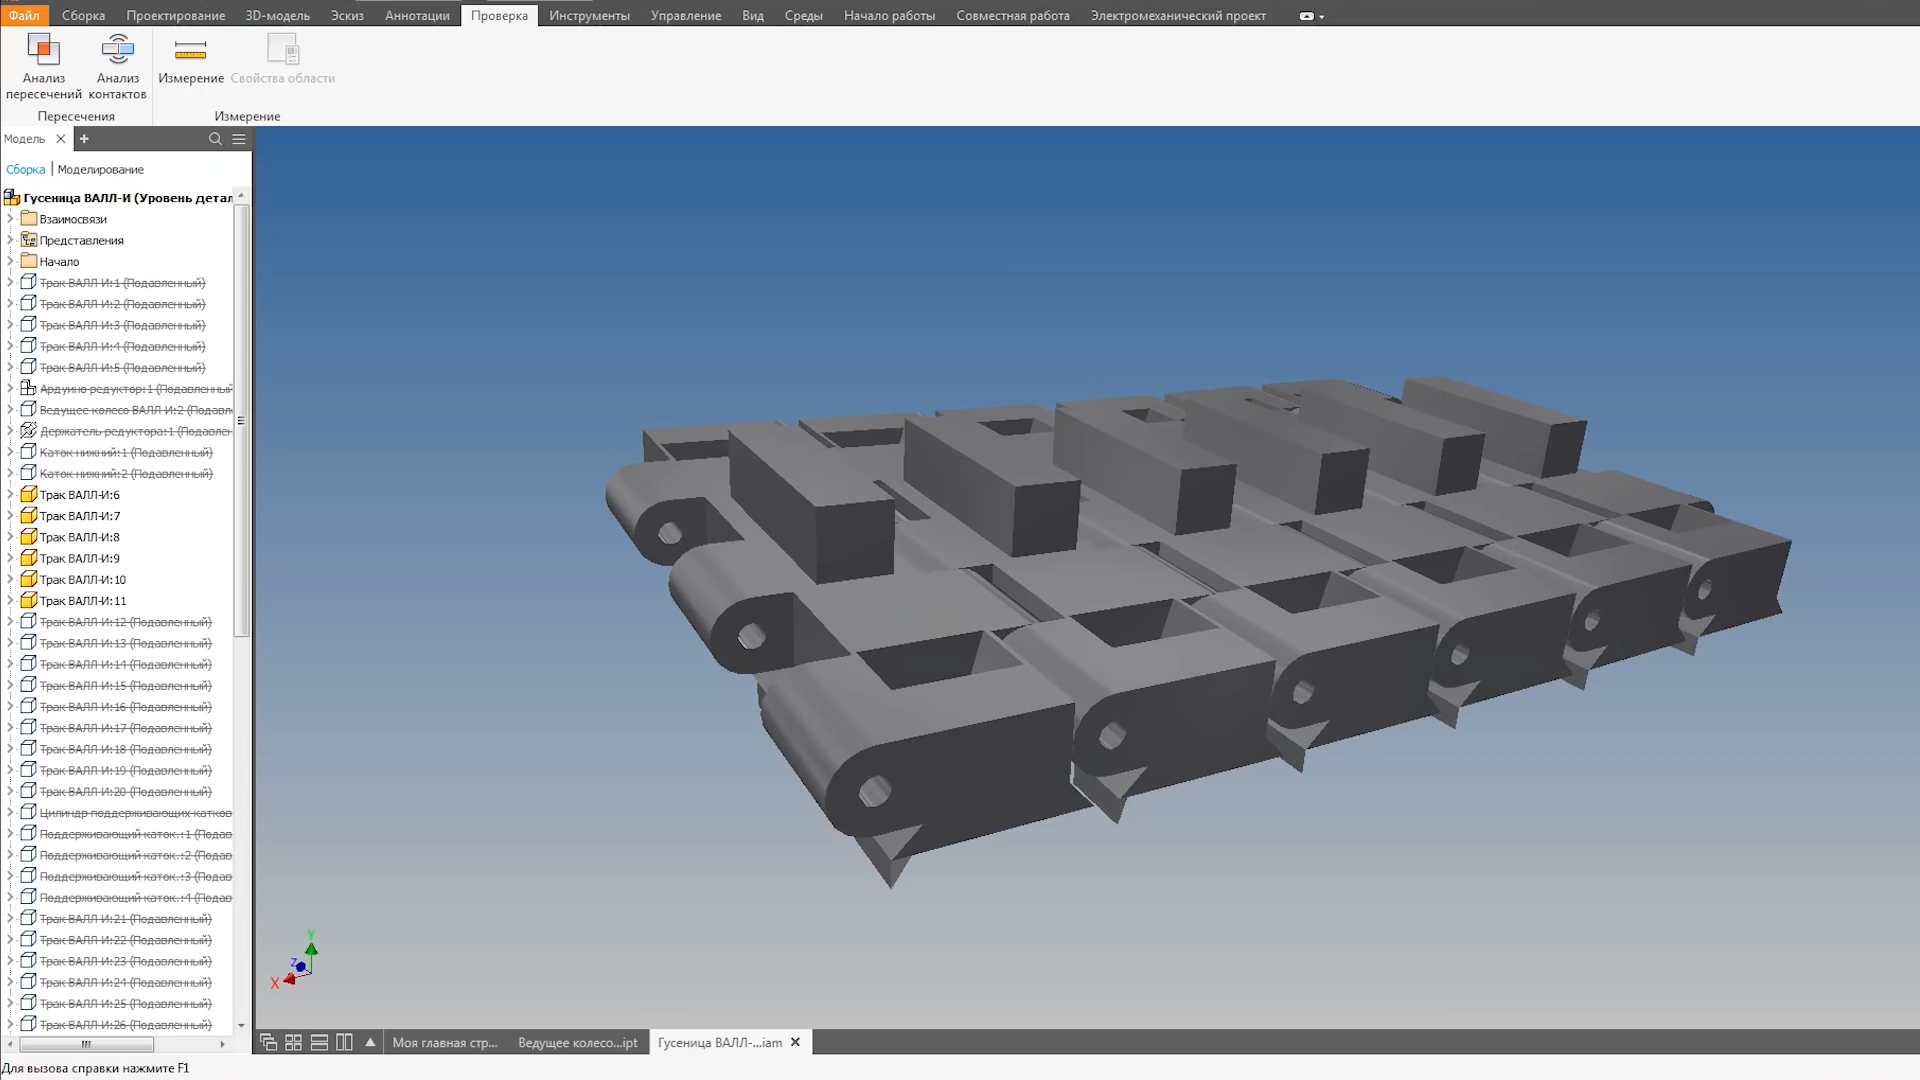 Файл Сборка Проектирование 3D-модель Эскиз Аннотации Проверка Инструменты Управление Вид Среды Начало работы Совместная работа Электромеханический проект
Анализ пересечений
Анализ контактов
Измерение
Свойства области
Пересечения
Измерение
Модель
Сборка | Моделирование
Гусеница ВАЛЛ-И (Уровень детал
Взаимосвязи
Представления
Начало
Трак ВАЛЛ-И:1 (Подавленный)
Трак ВАЛЛ-И:2 (Подавленный)
Трак ВАЛЛ-И:3 (Подавленный)
Трак ВАЛЛ-И:4 (Подавленный)
Трак ВАЛЛ-И:5 (Подавленный)
Ардуино редуктор:1 (Подавленный
Ведущее колесо ВАЛЛ-И:2 (Подавл
Держатель редуктора:1 (Подавлен
Каток нижний:1 (Подавленный)
Каток нижний:2 (Подавленный)
Трак ВАЛЛ-И:6
Трак ВАЛЛ-И:7
Трак ВАЛЛ-И:8
Трак ВАЛЛ-И:9
Трак ВАЛЛ-И:10
Трак ВАЛЛ-И:11
Трак ВАЛЛ-И:12 (Подавленный)
Трак ВАЛЛ-И:13 (Подавленный)
Трак ВАЛЛ-И:14 (Подавленный)
Трак ВАЛЛ-И:15 (Подавленный)
Трак ВАЛЛ-И:16 (Подавленный)
Трак ВАЛЛ-И:17 (Подавленный)
Трак ВАЛЛ-И:18 (Подавленный)
Трак ВАЛЛ-И:19 (Подавленный)
Трак ВАЛЛ-И:20 (Подавленный)
Цилиндр поддерживающих катков
Поддерживающий каток.:1 (Подав
Поддерживающий каток.:2 (Подав
Поддерживающий каток.:3 (Подав
Поддерживающий каток.:4 (Подав
Трак ВАЛЛ-И:21 (Подавленный)
Трак ВАЛЛ-И:22 (Подавленный)
Трак ВАЛЛ-И:23 (Подавленный)
Трак ВАЛЛ-И:24 (Подавленный)
Трак ВАЛЛ-И:25 (Подавленный)
Трак ВАЛЛ-И:26 (Подавленный)
Y
Z
X
Моя главная стр... Ведущее колесо...ipt Гусеница ВАЛЛ-...iam
Для вызова справки нажмите F1